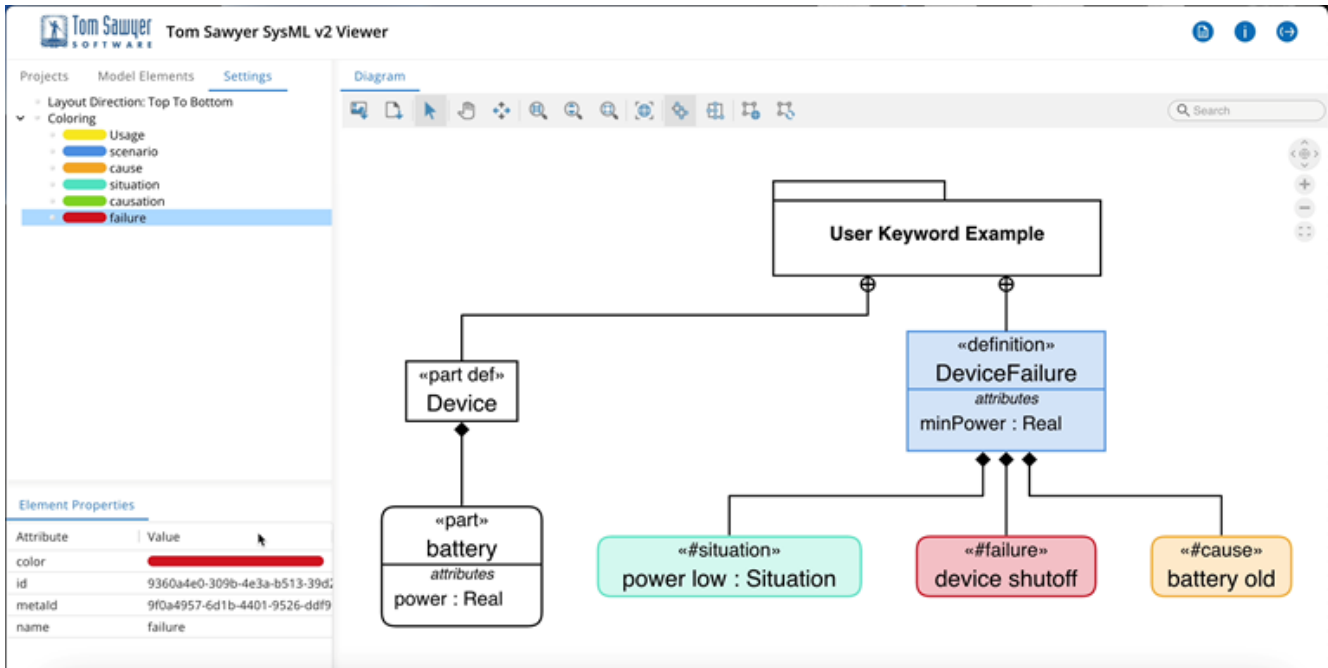 Tom Sawyer
SOFTWARE
Tom Sawyer SysML v2 Viewer
Projects Model Elements Settings
Layout Direction: Top To Bottom
Coloring
Usage
scenario
cause
situation
causation
failure
Element Properties
Attribute Value
color
id 9360a4e0-309b-4e3a-b513-39d2
metaId 9f0a4957-6d1b-4401-9526-ddf9
name failure
Diagram
Search
User Keyword Example
«part def»
Device
«part»
battery
attributes
power : Real
«definition»
DeviceFailure
attributes
minPower : Real
«#situation»
power low : Situation
«#failure»
device shutoff
«#cause»
battery old